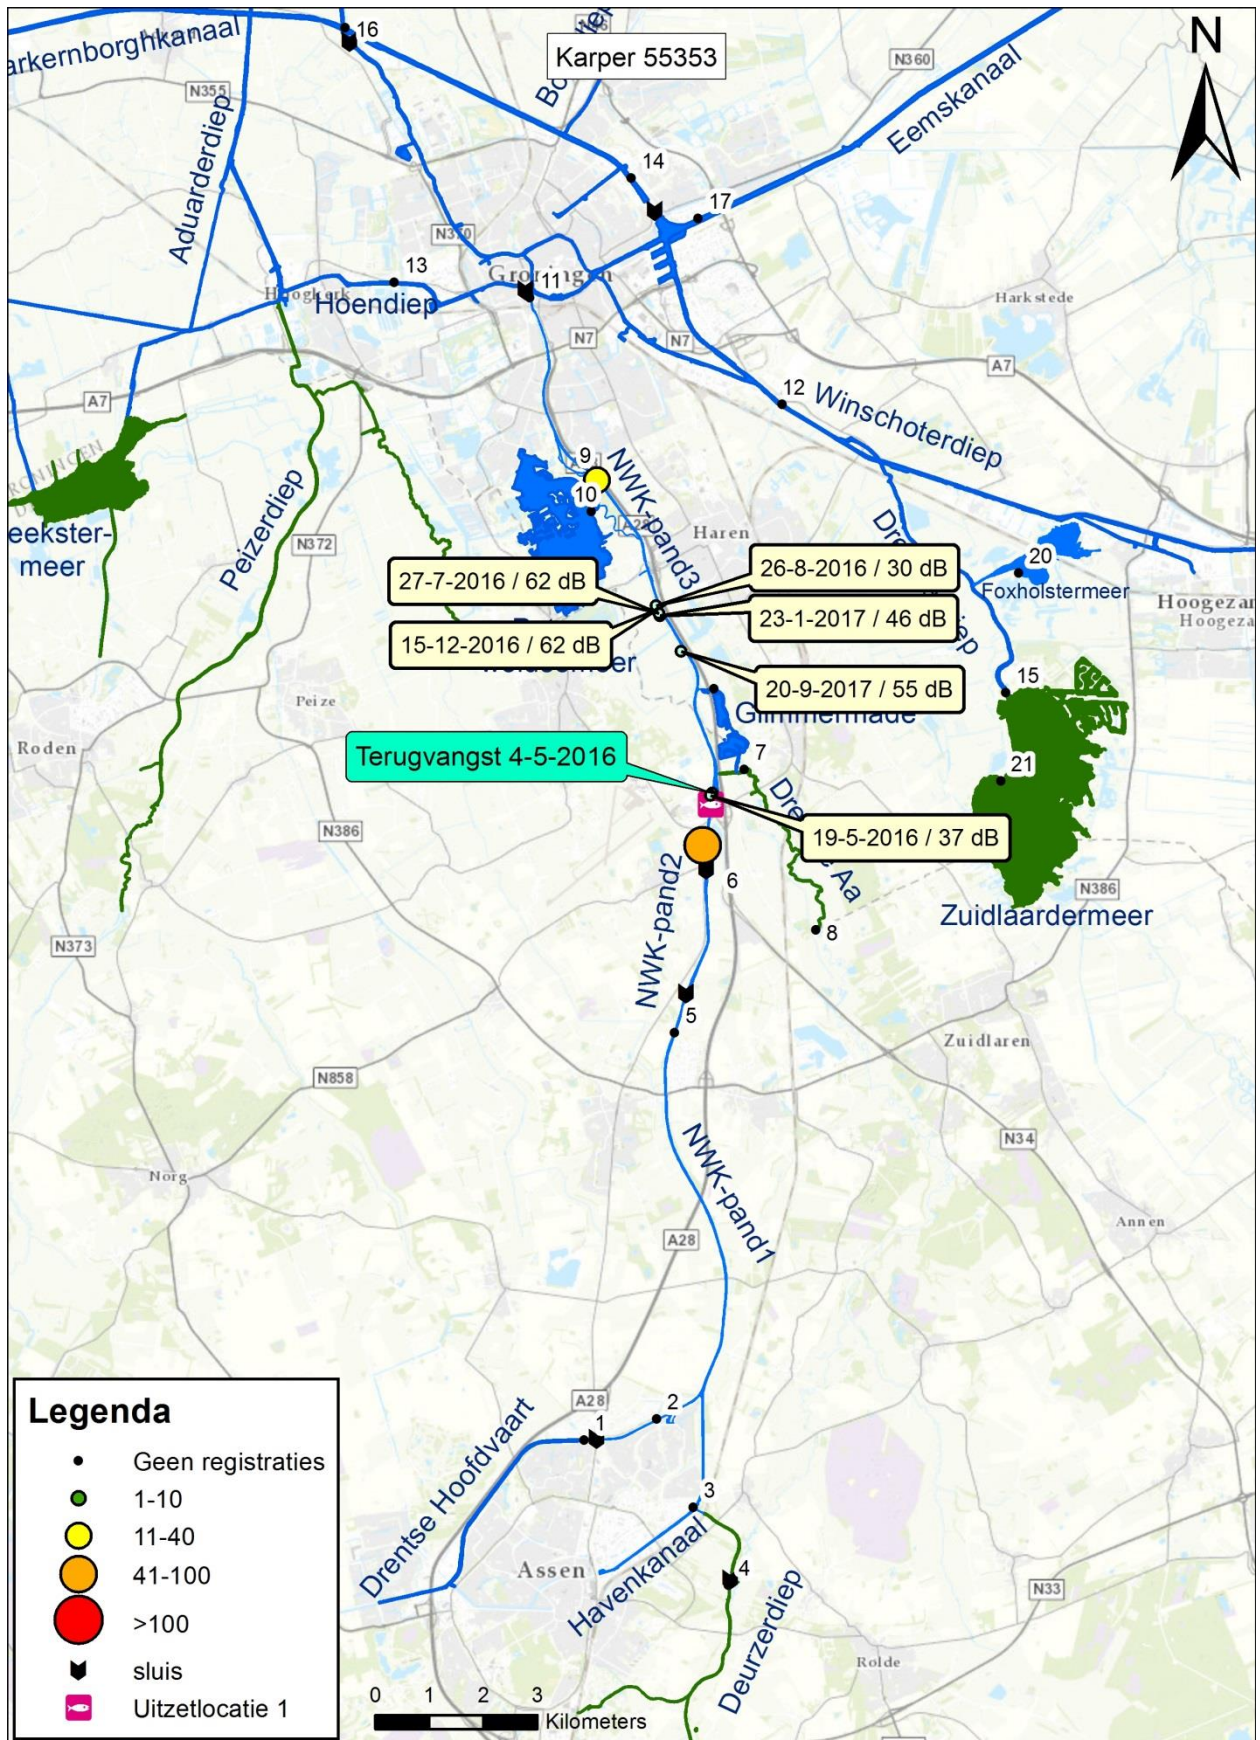 Karper 55353
N
16
arkernborghkanaal
N355
N46
N360
Eemskanaal
Aduarderdiep
14
17
N370
Groningen
13
11
Hoogkerk
Hoendiep
Harkstede
N7
N7
A7
A7
12
Winschoterdiep
9
NWK-pand3
10
A28
Haren
Peizerdiep
N372
eekster-
meer
20
Foxholstermeer
Hoogezan
Hoogeza
27-7-2016 / 62 dB
26-8-2016 / 30 dB
15-12-2016 / 62 dB
23-1-2017 / 46 dB
20-9-2017 / 55 dB
15
Peize
Glimmermade
Roden
Terugvangst 4-5-2016
7
21
19-5-2016 / 37 dB
N386
N386
NWK-pand2
6
Zuidlaardermeer
8
N373
5
Zuidlaren
N858
N34
NWK-pand1
Norg
Annen
A28
A28
2
1
Drentse Hoofdvaart
3
Assen
Havenkanaal
4
N33
Deurzerdiep
Rolde
Legenda
Geen registraties
1-10
11-40
41-100
>100
sluis
Uitzetlocatie 1
0 1 2 3
Kilometers